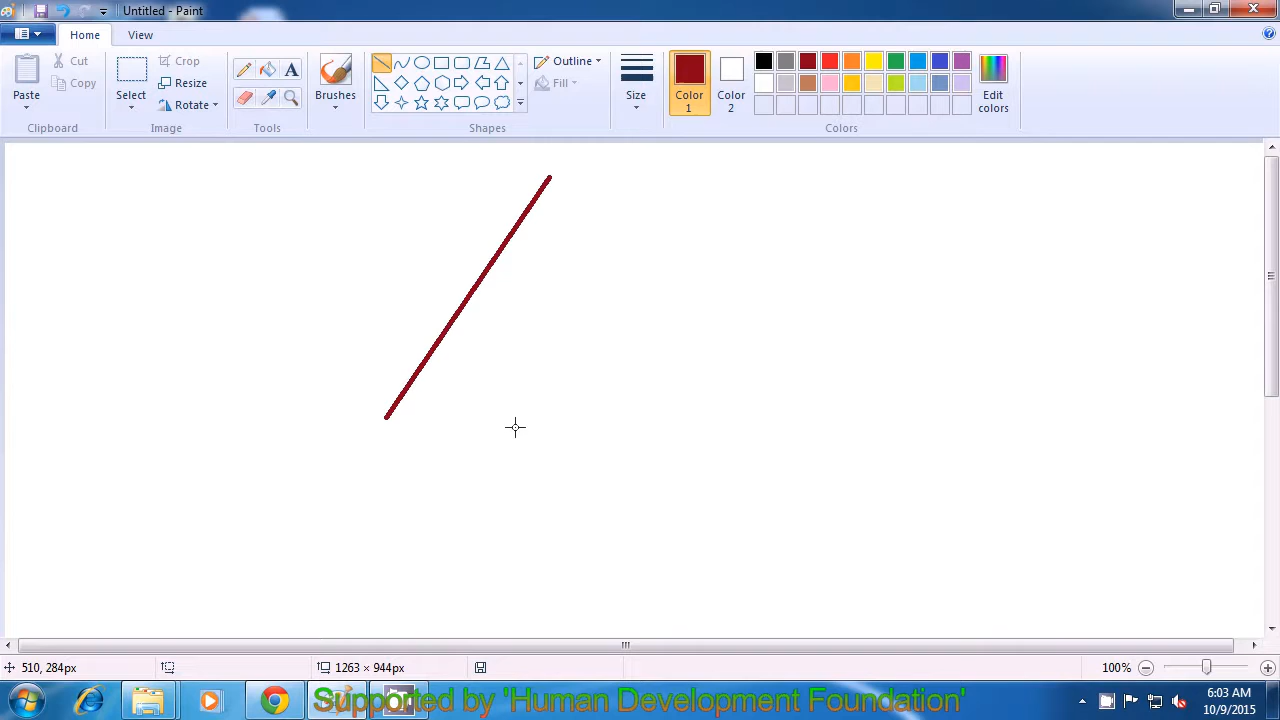 Untitled - Paint
Home View
Paste
Cut
Copy
Clipboard
Select
Crop
Resize
Rotate
Image
A
Tools
Brushes
Shapes
Outline
Fill
Size
Color 1
Color 2
Edit colors
Colors
510, 284px
1263 × 944px
100%
Supported by 'Human Development Foundation'
6:03 AM
10/9/2015